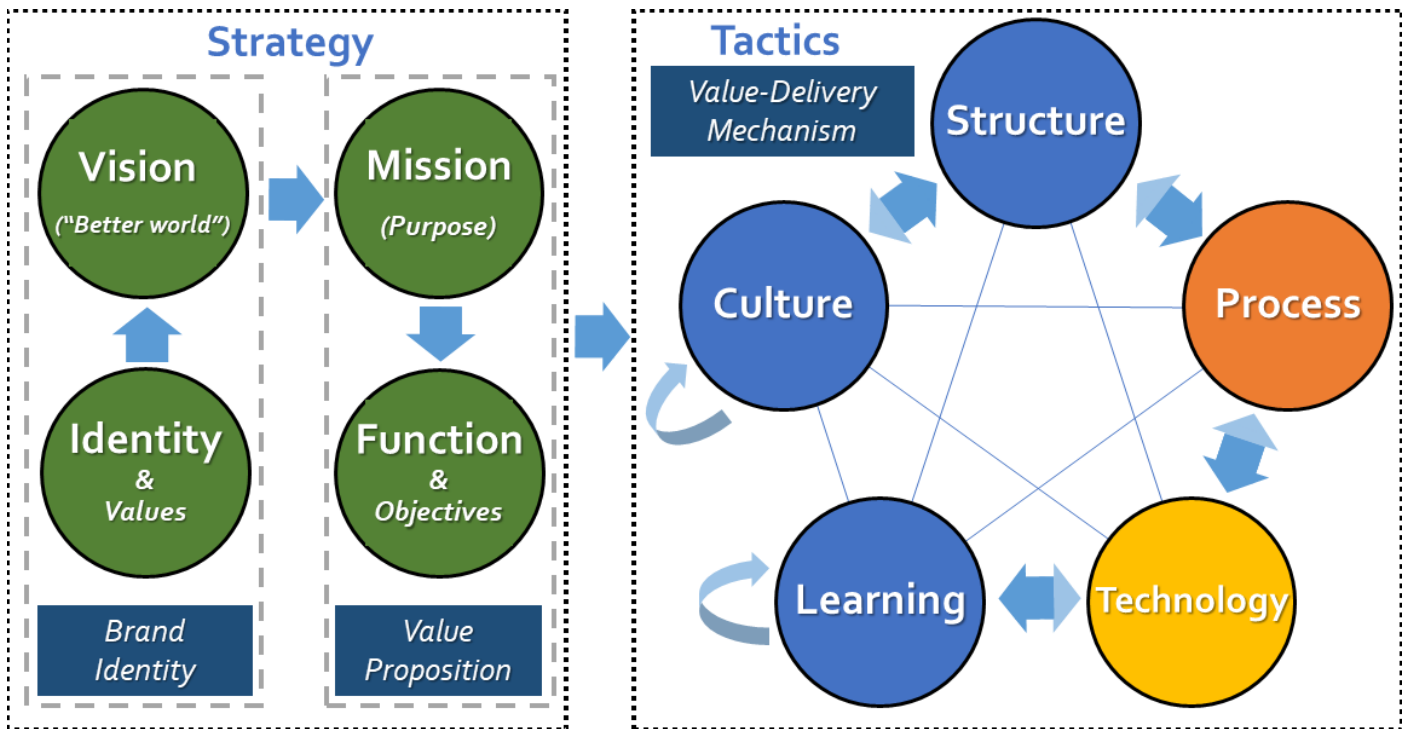 Strategy
Vision
(“Better world”)
Mission
(Purpose)
Identity
&
Values
Function
&
Objectives
Brand
Identity
Value
Proposition
Tactics
Value-Delivery
Mechanism
Structure
Culture
Process
Learning
Technology